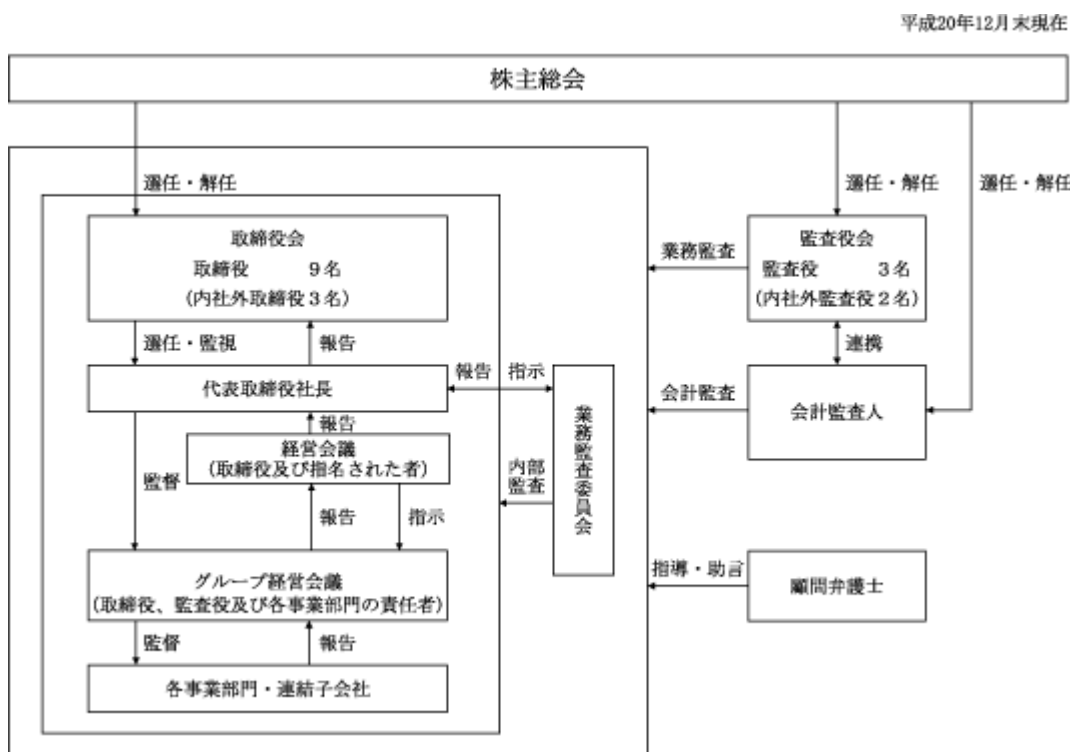 平成20年12月末現在
株主総会
選任・解任
選任・解任
選任・解任
取締役会
取締役 9名
(内社外取締役3名)
業務監査
監査役会
監査役 3名
(内社外監査役2名)
選任・監視
報告
連携
代表取締役社長
報告
指示
会計監査
会計監査人
報告
経営会議
(取締役及び指名された者)
業務監査委員会
内部
監査
監督
報告
指示
グループ経営会議
(取締役、監査役及び各事業部門の責任者)
指導・助言
顧問弁護士
監督
報告
各事業部門・連結子会社